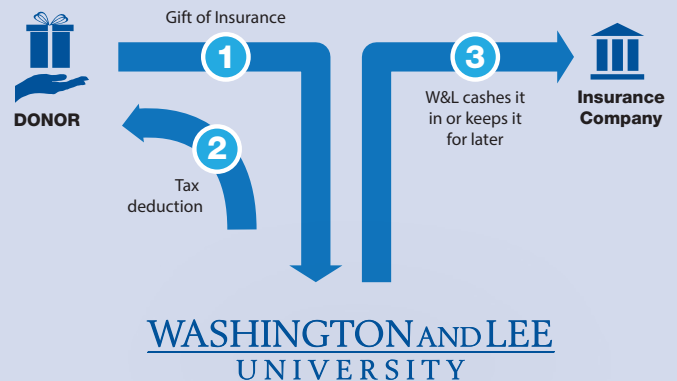 Gift of Insurance
1
DONOR
2
Tax
deduction
3
W&L cashes it
in or keeps it
for later
Insurance
Company
WASHINGTON AND LEE
UNIVERSITY